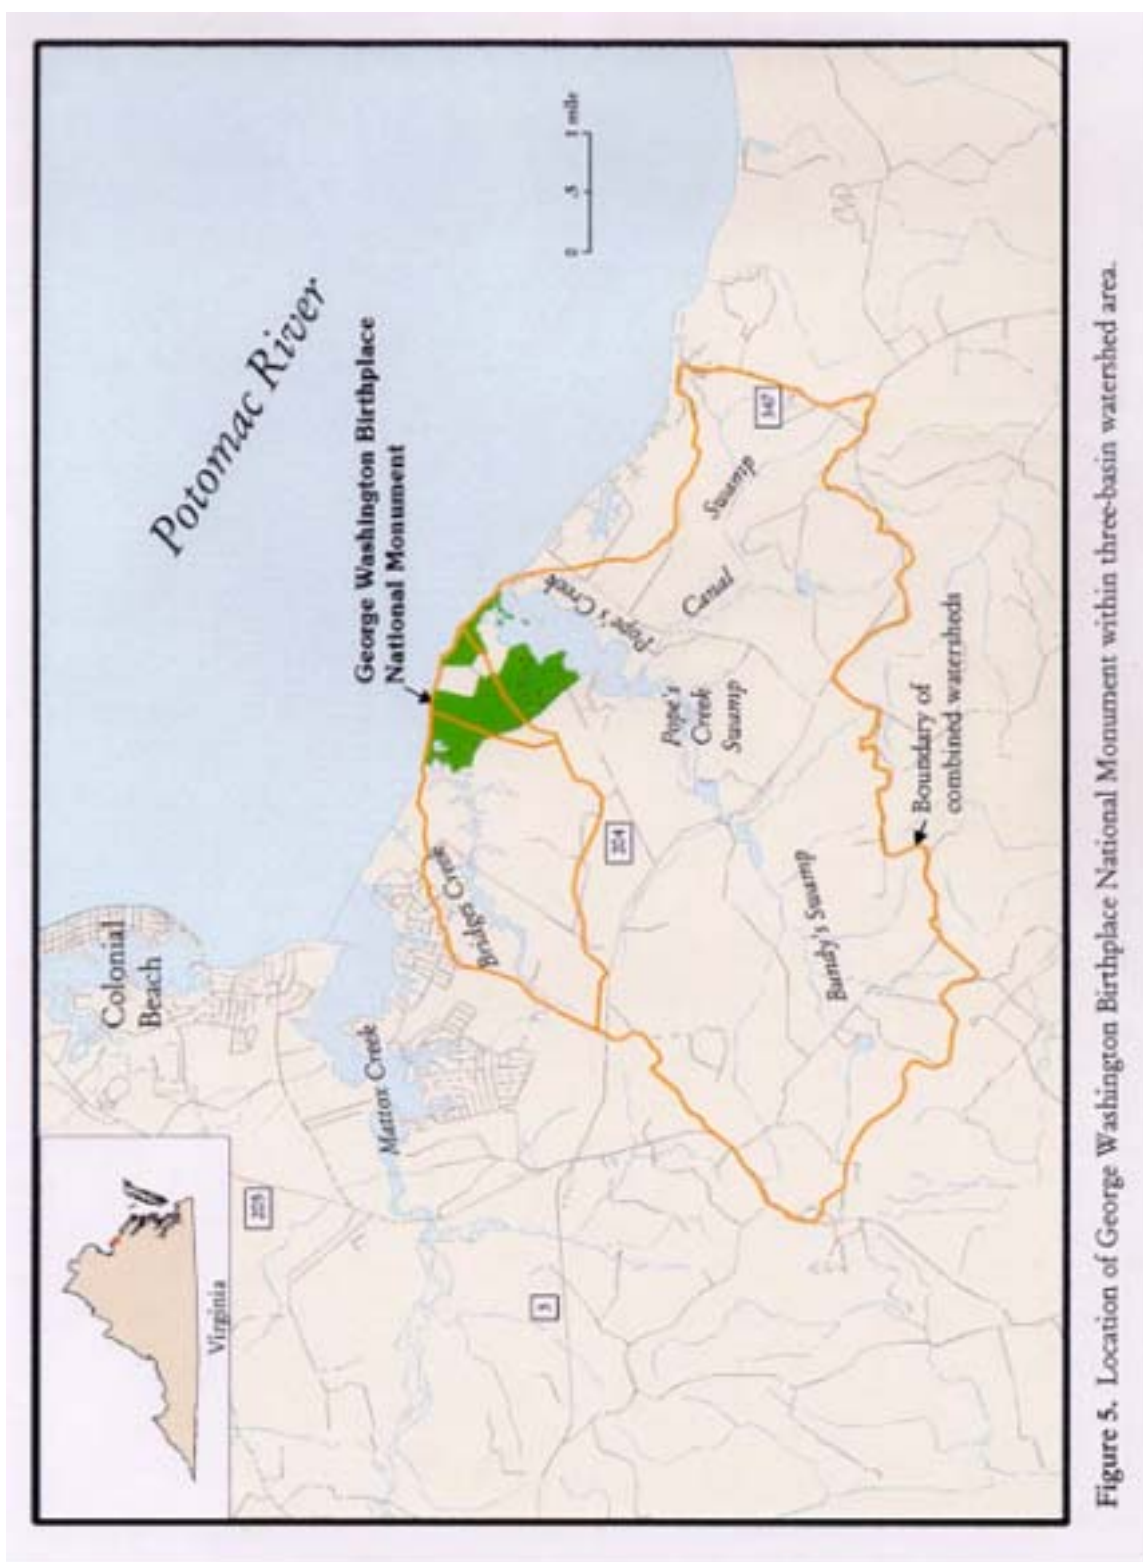 Potomac River
George Washington Birthplace
National Monument
0 .5 1 mile
Colonial
Beach
Mattox Creek
Bridges Creek
Pope's Creek
Canal Swamp
Pope's
Creek
Swamp
Bundy's Swamp
Boundary of
combined watersheds
205
3
204
347
Virginia
Figure 5. Location of George Washington Birthplace National Monument within three-basin watershed area.